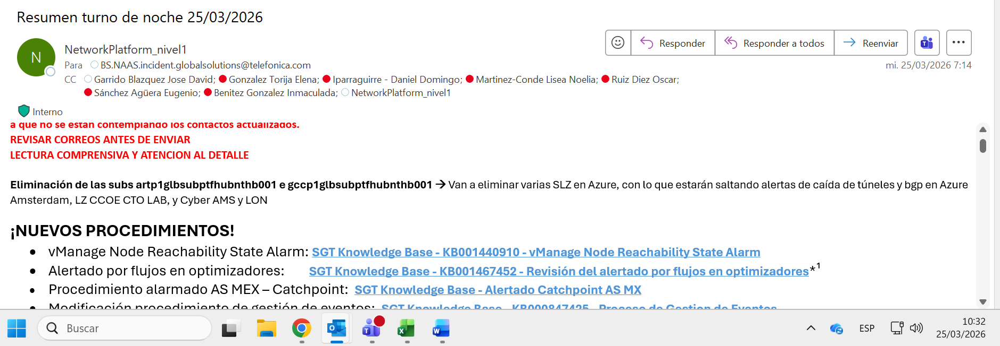 Resumen turno de noche 25/03/2026
Responder
Responder a todos
Reenviar
N
NetworkPlatform_nivel1
Para BS.NAAS.incident.globalsolutions@telefonica.com
mi. 25/03/2026 7:14
CC Garrido Blazquez Jose David; Gonzalez Torija Elena; Iparraguirre - Daniel Domingo; Martinez-Conde Lisea Noelia; Ruiz Diez Oscar;
Sánchez Agüera Eugenio; Benitez Gonzalez Inmaculada; NetworkPlatform_nivel1
Interno
a que no se están contemplando los contactos actualizados.
REVISAR CORREOS ANTES DE ENVIAR
LECTURA COMPRENSIVA Y ATENCION AL DETALLE
Eliminación de las subs artp1glbsubptfhubnthb001 e gccp1glbsubptfhubnthb001 → Van a eliminar varias SLZ en Azure, con lo que estarán saltando alertas de caída de túneles y bgp en Azure
Amsterdam, LZ CCOE CTO LAB, y Cyber AMS y LON
¡NUEVOS PROCEDIMIENTOS!
• vManage Node Reachability State Alarm: SGT Knowledge Base - KB001440910 - vManage Node Reachability State Alarm
• Alertado por flujos en optimizadores: SGT Knowledge Base - KB001467452 - Revisión del alertado por flujos en optimizadores*1
• Procedimiento alarmado AS MEX – Catchpoint: SGT Knowledge Base - Alertado Catchpoint AS MX
• Modificación procedimiento de gestión de eventos: SGT Knowledge Base - KB000847425 - Proceso de Gestion de Eventos
Buscar
ESP
10:32
25/03/2026